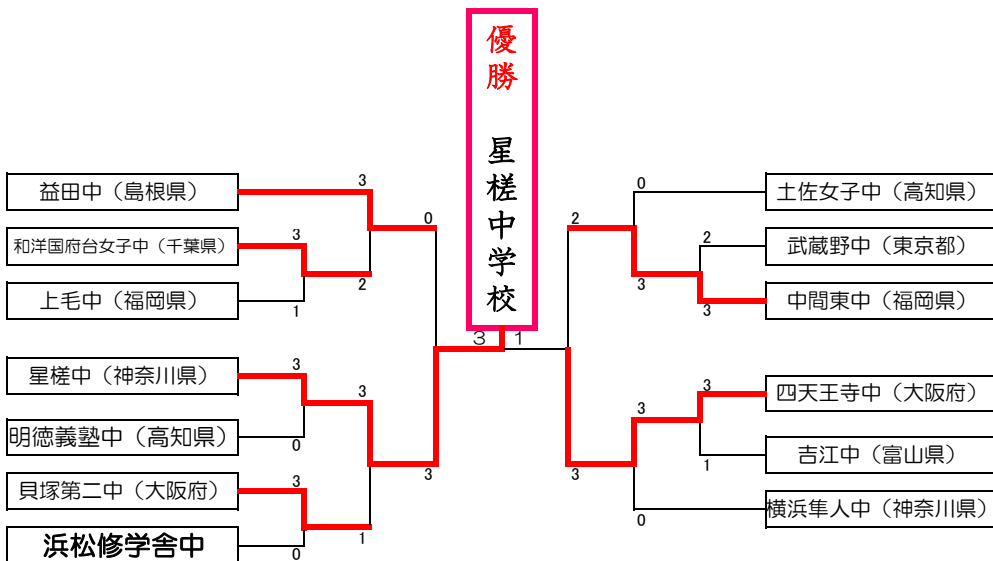 優勝 星槎中学校
3 1
益田中（島根県）
3
和洋国府台女子中（千葉県）
3
0
2
上毛中（福岡県）
1
星槎中（神奈川県）
3
3
明徳義塾中（高知県）
0
3
貝塚第二中（大阪府）
3
1
浜松修学舎中
0
土佐女子中（高知県）
0
2
武蔵野中（東京都）
2
3
中間東中（福岡県）
3
四天王寺中（大阪府）
3
3
吉江中（富山県）
1
3
横浜隼人中（神奈川県）
0